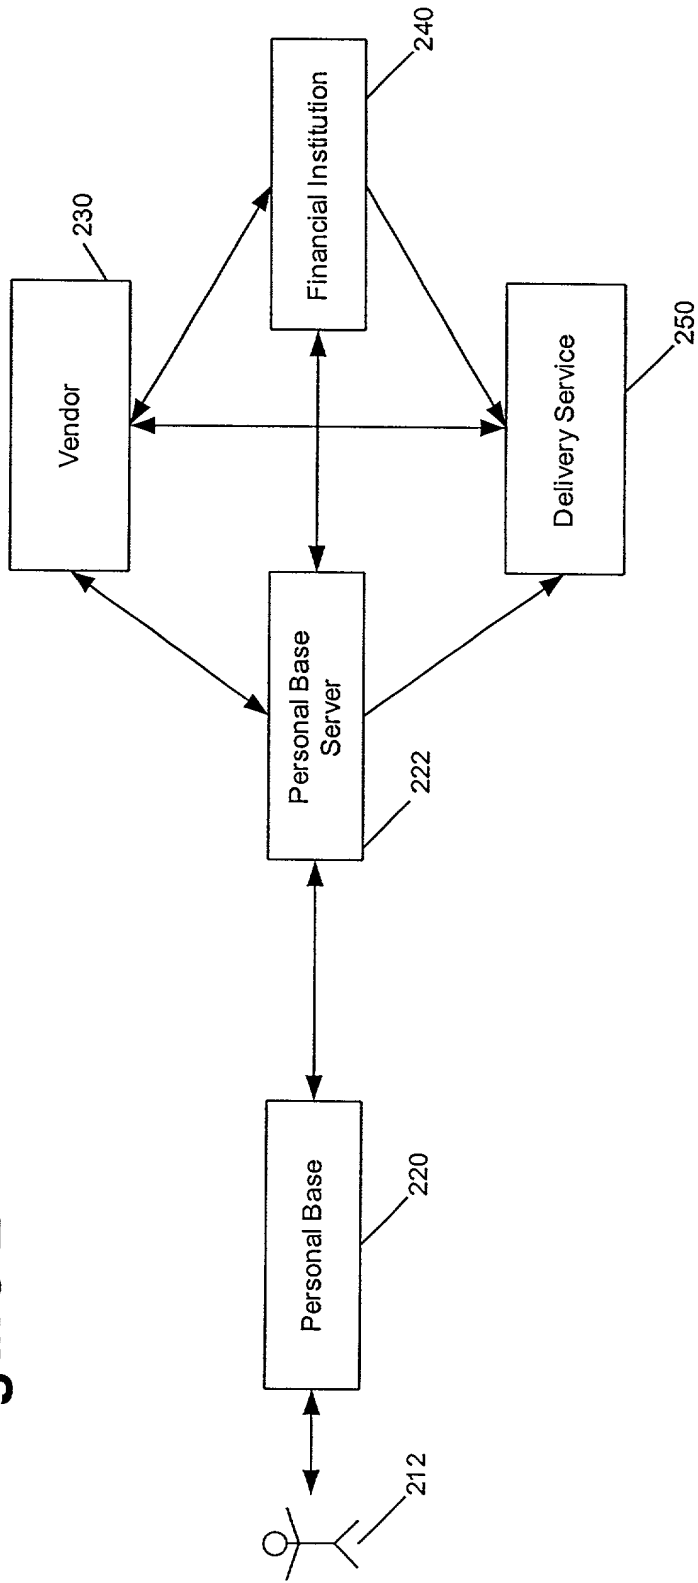 Vendor
230
Personal Base
Server
Financial Institution
Personal Base
212
220
222
240
Delivery Service
250